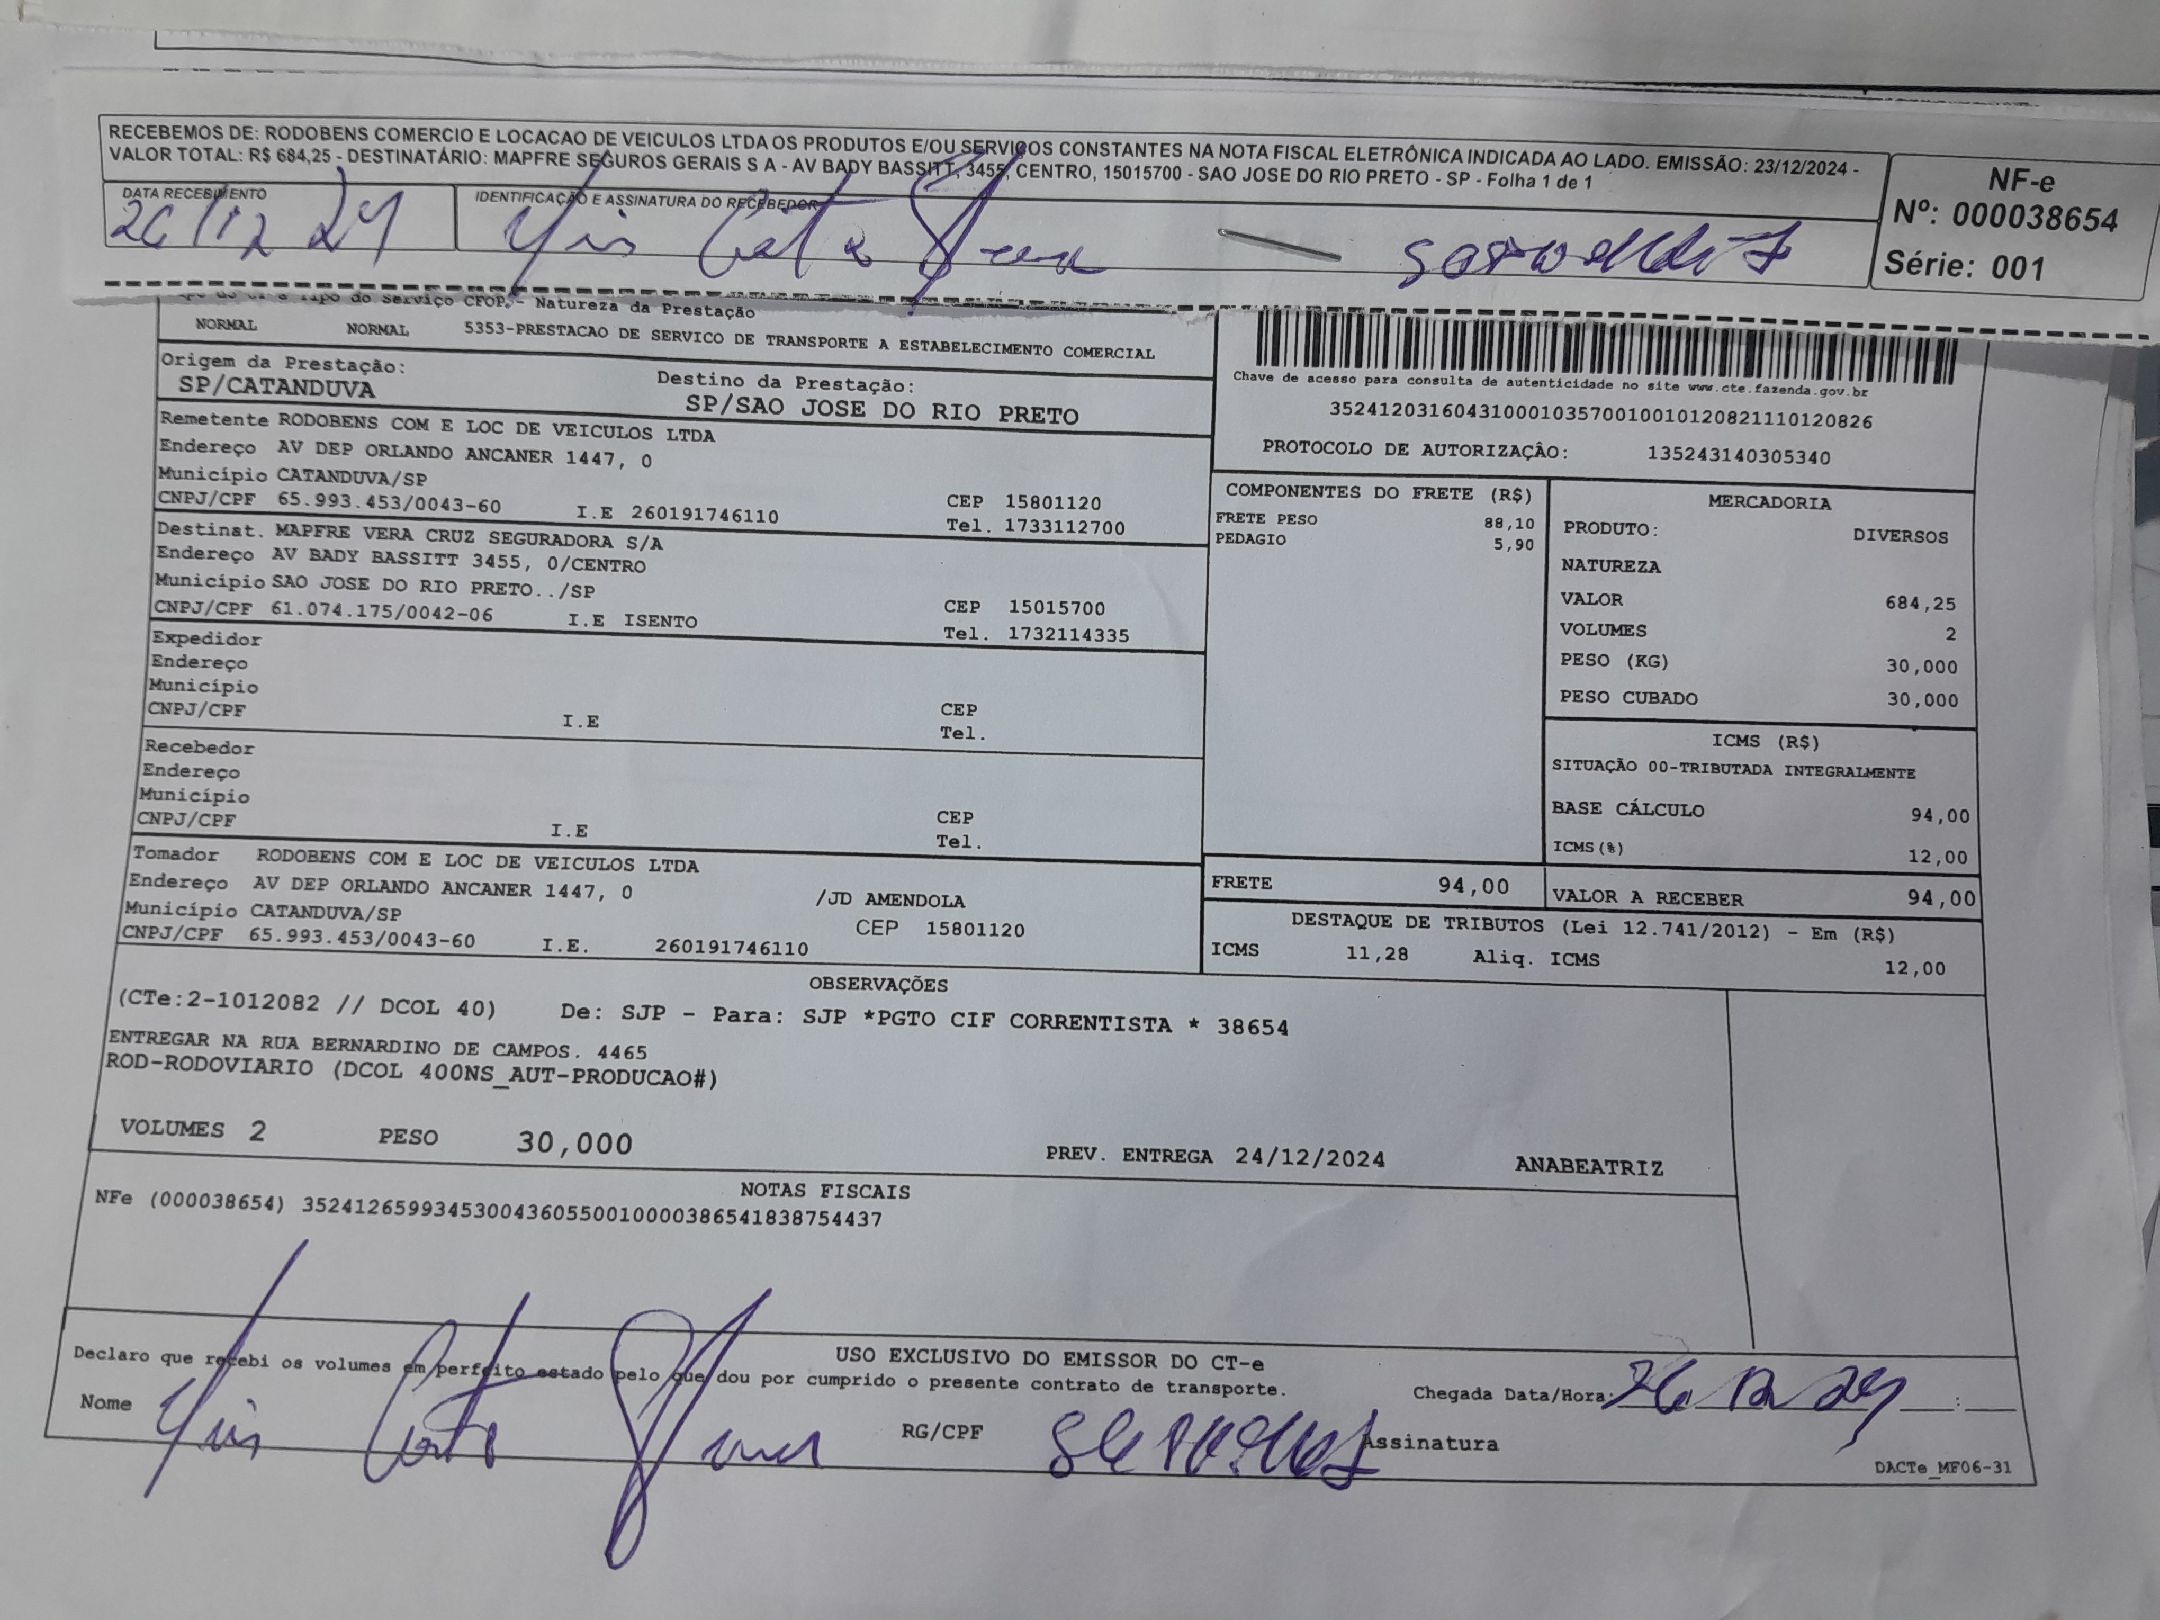 RECEBEMOS DE: RODOBENS COMERCIO E LOCACAO DE VEICULOS LTDA OS PRODUTOS E/OU SERVIÇOS CONSTANTES NA NOTA FISCAL ELETRÔNICA INDICADA AO LADO. EMISSÃO: 23/12/2024 -
VALOR TOTAL: R$ 684,25 - DESTINATÁRIO: MAPFRE SEGUROS GERAIS S A - AV BADY BASSITT, 3455, CENTRO, 15015700 - SAO JOSE DO RIO PRETO - SP - Folha 1 de 1
NF-e
Nº: 000038654
Série: 001
DATA RECEBIMENTO
26/12 24
IDENTIFICAÇÃO E ASSINATURA DO RECEBEDOR
Tipo do Serviço CFOP. - Natureza da Prestação
NORMAL NORMAL 5353-PRESTACAO DE SERVICO DE TRANSPORTE A ESTABELECIMENTO COMERCIAL
Origem da Prestação:
SP/CATANDUVA
Destino da Prestação:
SP/SAO JOSE DO RIO PRETO
Chave de acesso para consulta de autenticidade no site www.cte.fazenda.gov.br
35241203160431000103570010010120821110120826
PROTOCOLO DE AUTORIZAÇÂO: 135243140305340
Remetente RODOBENS COM E LOC DE VEICULOS LTDA
Endereço AV DEP ORLANDO ANCANER 1447, 0
Município CATANDUVA/SP
CEP 15801120
CNPJ/CPF 65.993.453/0043-60 I.E 260191746110 Tel. 1733112700
Destinat. MAPFRE VERA CRUZ SEGURADORA S/A
Endereço AV BADY BASSITT 3455, 0/CENTRO
Município SAO JOSE DO RIO PRETO../SP
CEP 15015700
CNPJ/CPF 61.074.175/0042-06 I.E ISENTO Tel. 1732114335
Expedidor
Endereço
Município
CEP
CNPJ/CPF I.E Tel.
Recebedor
Endereço
Município
CEP
CNPJ/CPF I.E Tel.
Tomador RODOBENS COM E LOC DE VEICULOS LTDA
Endereço AV DEP ORLANDO ANCANER 1447, 0 /JD AMENDOLA
Município CATANDUVA/SP CEP 15801120
CNPJ/CPF 65.993.453/0043-60 I.E. 260191746110
COMPONENTES DO FRETE (R$)
FRETE PESO 88,10
PEDAGIO 5,90
MERCADORIA
PRODUTO: DIVERSOS
NATUREZA
VALOR 684,25
VOLUMES 2
PESO (KG) 30,000
PESO CUBADO 30,000
ICMS (R$)
SITUAÇÃO 00-TRIBUTADA INTEGRALMENTE
BASE CÁLCULO 94,00
ICMS(%) 12,00
FRETE 94,00 VALOR A RECEBER 94,00
DESTAQUE DE TRIBUTOS (Lei 12.741/2012) - Em (R$)
ICMS 11,28 Aliq. ICMS 12,00
OBSERVAÇÕES
(CTe:2-1012082 // DCOL 40) De: SJP - Para: SJP *PGTO CIF CORRENTISTA * 38654
ENTREGAR NA RUA BERNARDINO DE CAMPOS. 4465
ROD-RODOVIARIO (DCOL 400NS_AUT-PRODUCAO#)
VOLUMES 2 PESO 30,000 PREV. ENTREGA 24/12/2024 ANABEATRIZ
NOTAS FISCAIS
NFe (000038654) 35241265993453004360550010000386541838754437
USO EXCLUSIVO DO EMISSOR DO CT-e
Declaro que recebi os volumes em perfeito estado pelo que dou por cumprido o presente contrato de transporte.
Chegada Data/Hora: 26 12 24 __:__
Nome
RG/CPF
Assinatura
DACTe_MF06-31